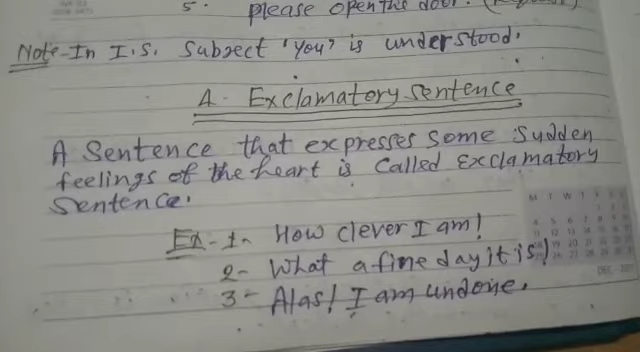 5. please open the door.
Note-In I.S. Subject 'you' is understood.
4. Exclamatory sentence
A Sentence that expresses some sudden
feelings of the heart is called exclamatory
sentence.
Ex-1- How clever I am!
2- What a fine day it is!
3- Alas! I am undone.
M T W T F S S
DEC